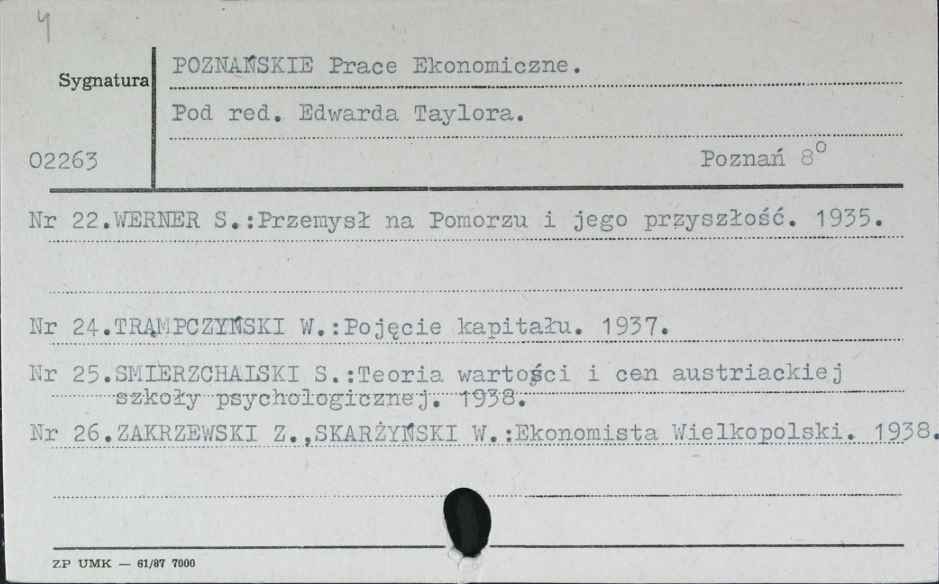 4
POZNAŃSKIE Prace Ekonomiczne.
Sygnatura
Pod red. Edwarda Taylora.
02263
Poznań 8°
Nr 22.WERNER S.:Przemysł na Pomorzu i jego przyszłość. 1935.
Nr 24.TRĄMPCZYŃSKI W.:Pojęcie kapitału. 1937.
Nr 25.SMIERZCHALSKI S.:Teoria wartości i cen austriackiej
szkoły psychologicznej. 1938.
Nr 26.ZAKRZEWSKI Z.,SKARŻYŃSKI W.:Ekonomista Wielkopolski. 1938.
ZP UMK — 61/87 7000